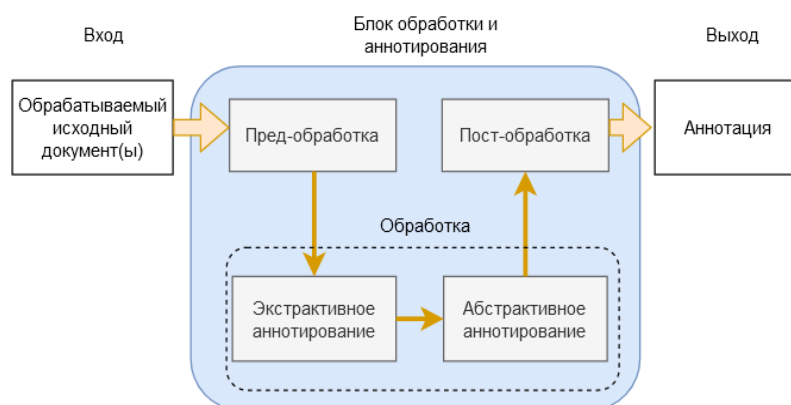 Вход
Блок обработки и
аннотирования
Выход
Обрабатываемый
исходный
документ(ы)
Пред-обработка
Пост-обработка
Аннотация
Обработка
Экстрактивное
аннотирование
Абстрактивное
аннотирование